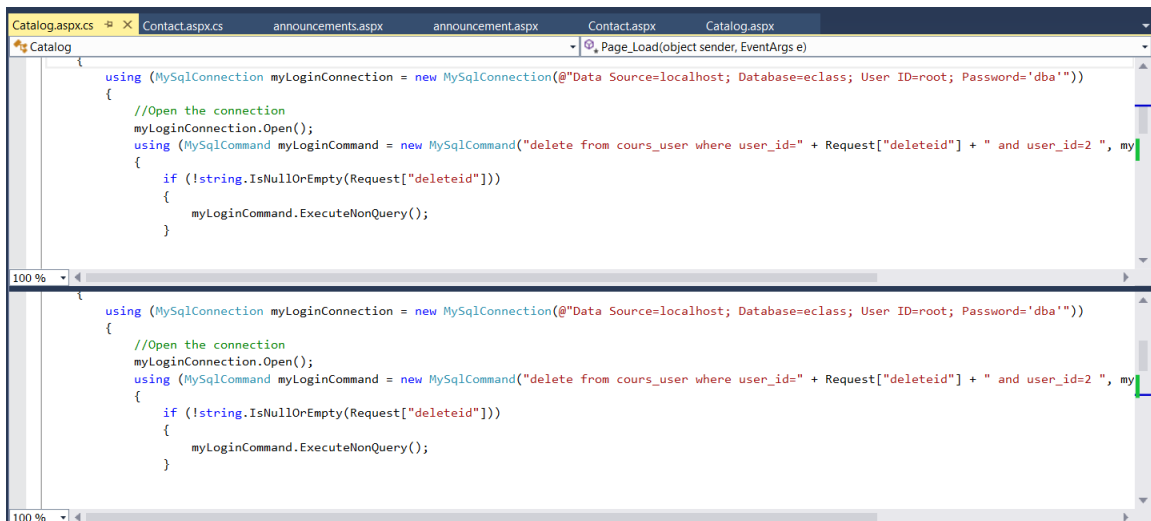 Catalog.aspx.cs Contact.aspx.cs announcements.aspx announcement.aspx Contact.aspx Catalog.aspx
Catalog Page_Load(object sender, EventArgs e)
{
using (MySqlConnection myLoginConnection = new MySqlConnection(@"Data Source=localhost; Database=eclass; User ID=root; Password='dba'"))
{
//Open the connection
myLoginConnection.Open();
using (MySqlCommand myLoginCommand = new MySqlCommand("delete from cours_user where user_id=" + Request["deleteid"] + " and user_id=2 ", my
{
if (!string.IsNullOrEmpty(Request["deleteid"]))
{
myLoginCommand.ExecuteNonQuery();
}
100 %
{
using (MySqlConnection myLoginConnection = new MySqlConnection(@"Data Source=localhost; Database=eclass; User ID=root; Password='dba'"))
{
//Open the connection
myLoginConnection.Open();
using (MySqlCommand myLoginCommand = new MySqlCommand("delete from cours_user where user_id=" + Request["deleteid"] + " and user_id=2 ", my
{
if (!string.IsNullOrEmpty(Request["deleteid"]))
{
myLoginCommand.ExecuteNonQuery();
}
100 %